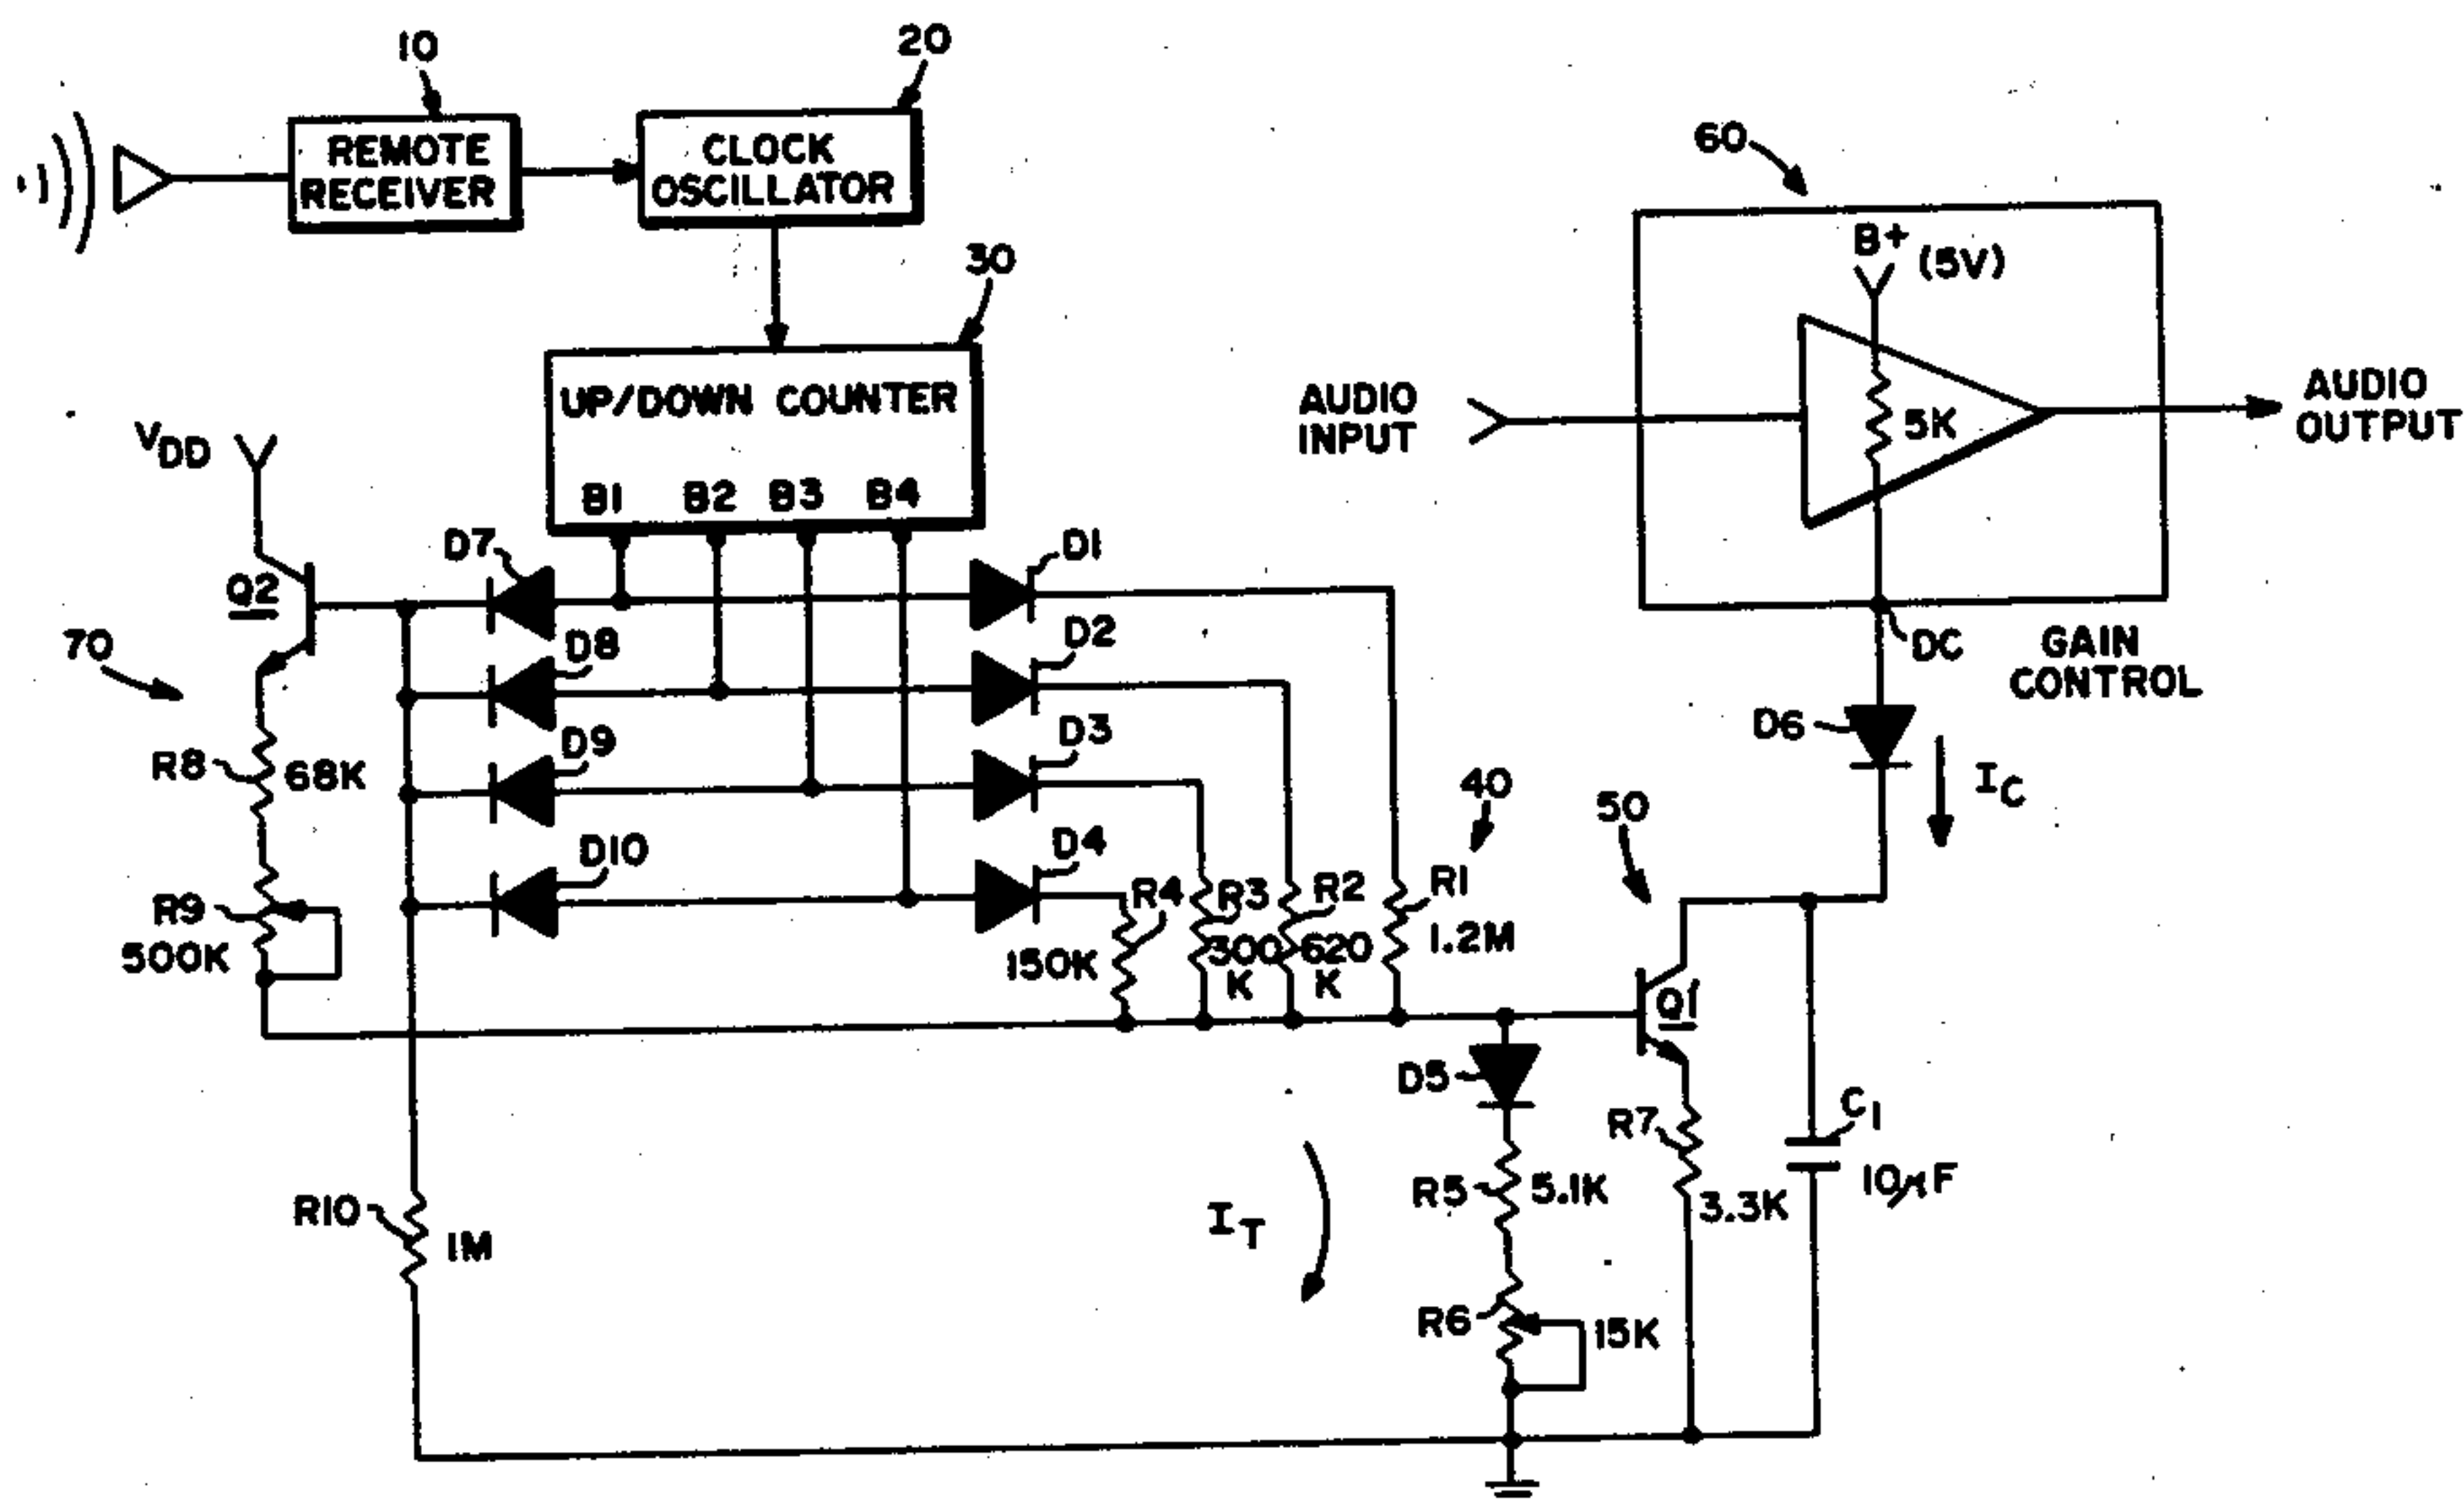 10
20
REMOTE
RECEIVER
CLOCK
OSCILLATOR
30
60
B+
(5V)
UP/DOWN COUNTER
B1 B2 B3 B4
AUDIO
INPUT
5K
AUDIO
OUTPUT
VDD
D7
D1
Q2
D8
D2
70
DC
GAIN
CONTROL
D9
D3
D6
IC
R8
68K
40
50
D10
D4
R4
R3
R2
R1
R9
500K
150K
300
K
620
K
1.2M
Q1
D5
R7
C1
R10
1M
IT
R5
5.1K
3.3K
10µF
R6
15K